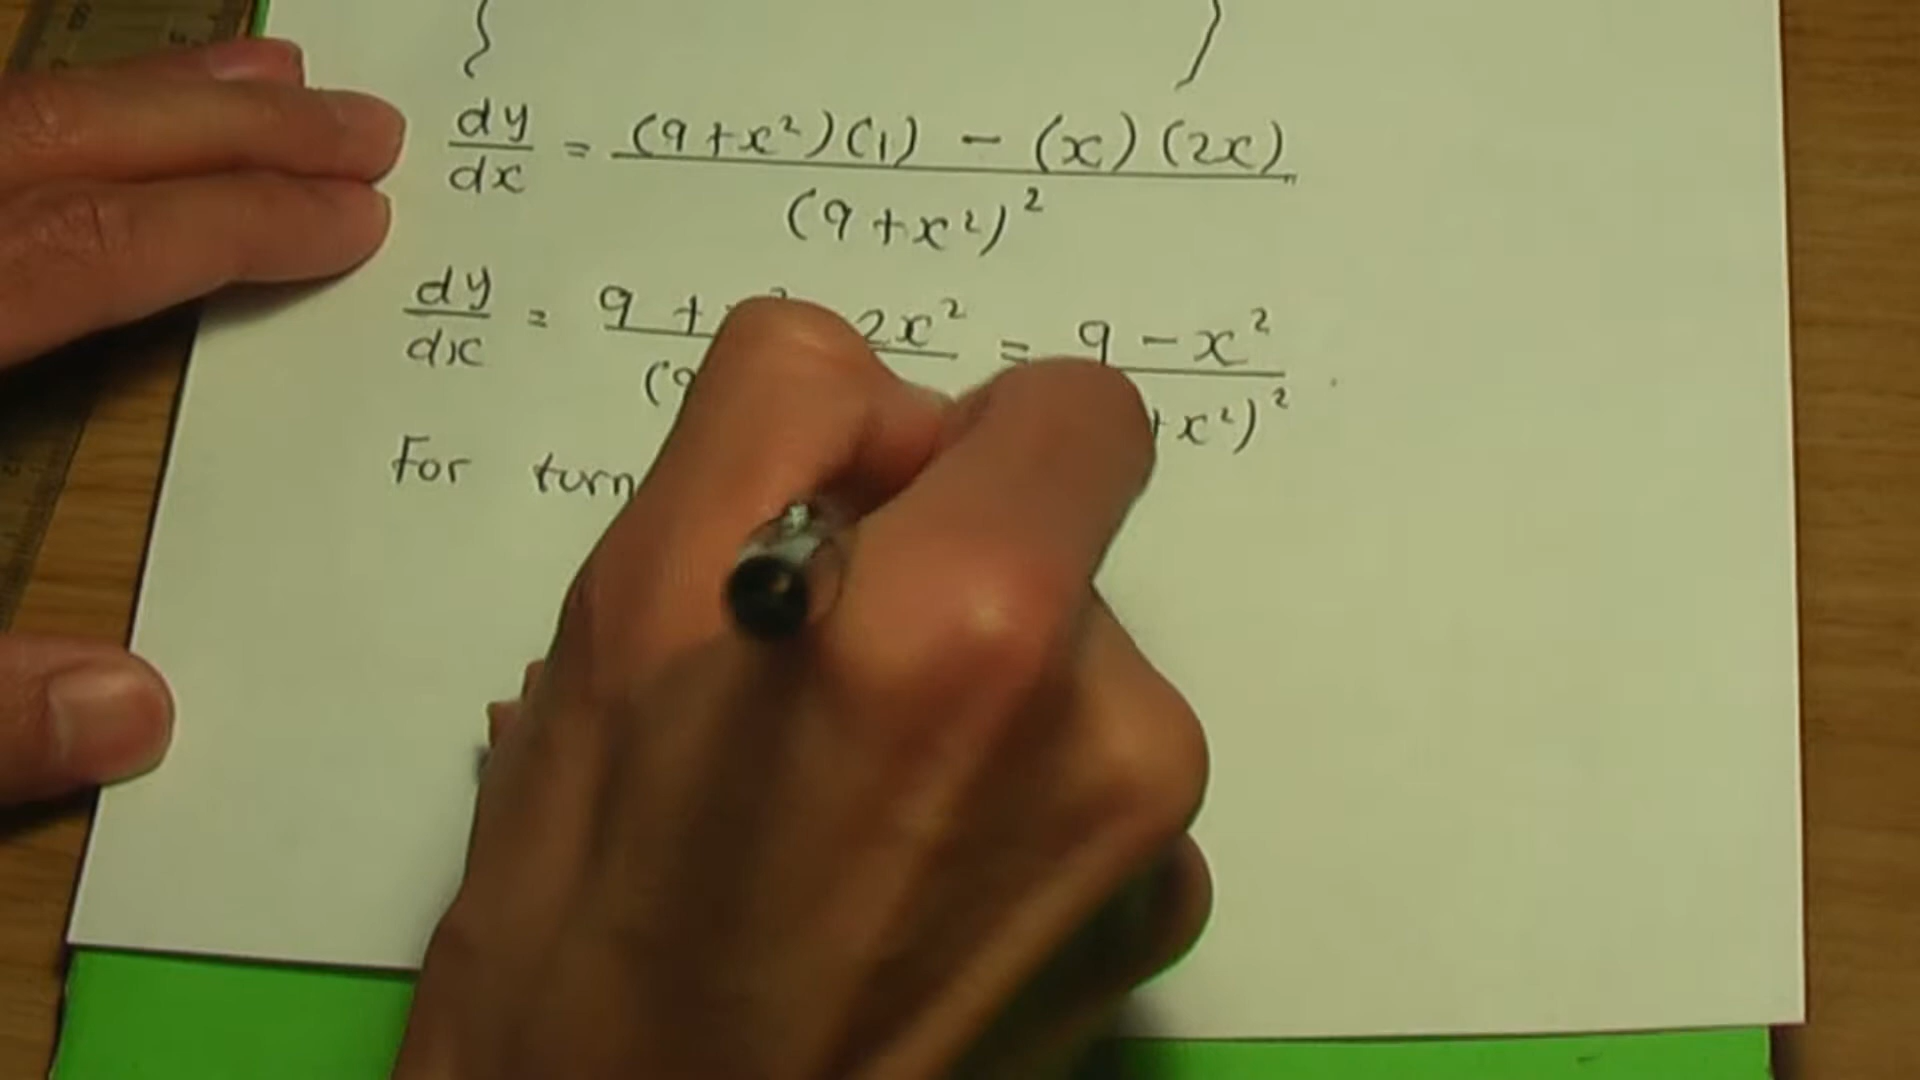 dy/dx = (9+x²)(1) - (x)(2x) / (9+x²)²
dy/dx = 9 + 2x² = 9 - x² / +x²)²
For turn